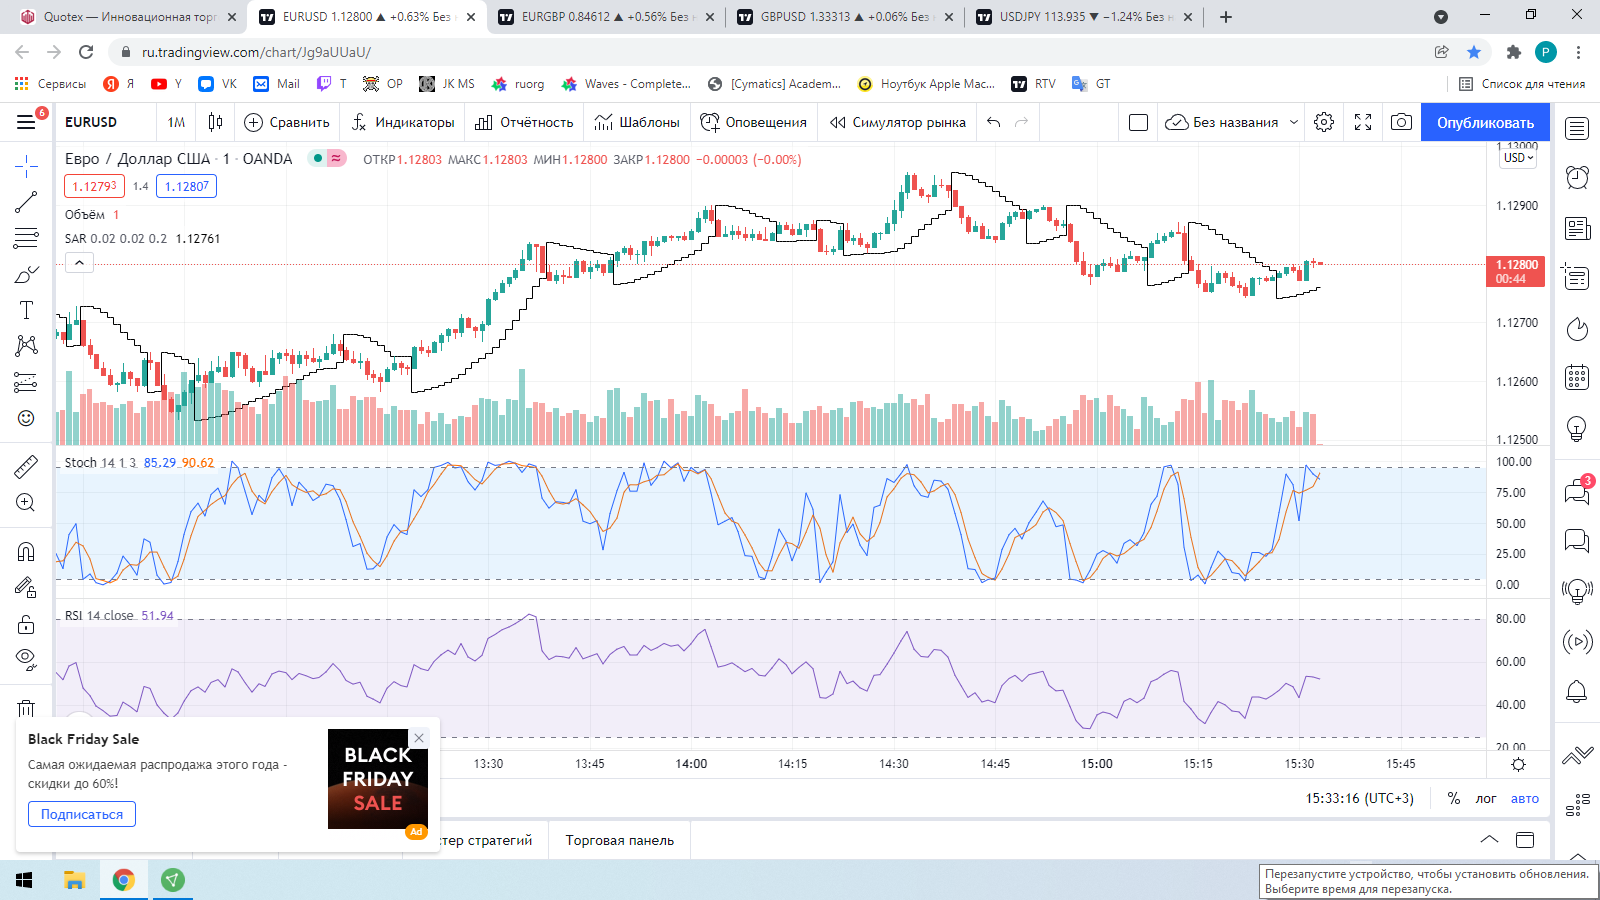 Quotex — Инновационная торг
EURUSD 1.12800 ▲ +0.63% Без н
EURGBP 0.84612 ▲ +0.56% Без н
GBPUSD 1.33313 ▲ +0.06% Без н
USDJPY 113.935 ▼ −1.24% Без н
ru.tradingview.com/chart/Jg9aUUaU/
P
Сервисы
Я
Y
VK
Mail
T
OP
JK MS
ruorg
Waves - Complete...
[Cymatics] Academ...
Ноутбук Apple Mac...
RTV
GT
Список для чтения
6
EURUSD
1М
Сравнить
Индикаторы
Отчётность
Шаблоны
Оповещения
Симулятор рынка
Без названия
Опубликовать
Евро / Доллар США · 1 · OANDA
ОТКР1.12803 МАКС1.12803 МИН1.12800 ЗАКР1.12800 −0.00003 (−0.00%)
1.12793 1.4 1.12807
Объём 1
SAR 0.02 0.02 0.2 1.12761
1.13000
USD
1.12900
1.12800
00:44
1.12700
1.12600
1.12500
Stoch 14 1 3 85.29 90.62
100.00
75.00
50.00
25.00
0.00
RSI 14 close 51.94
80.00
60.00
40.00
20.00
3
13:30
13:45
14:00
14:15
14:30
14:45
15:00
15:15
15:30
15:45
15:33:16 (UTC+3)
%
лог
авто
Black Friday Sale
Самая ожидаемая распродажа этого года -
скидки до 60%!
Подписаться
BLACK
FRIDAY
SALE
Ad
стер стратегий
Торговая панель
Перезапустите устройство, чтобы установить обновления.
Выберите время для перезапуска.